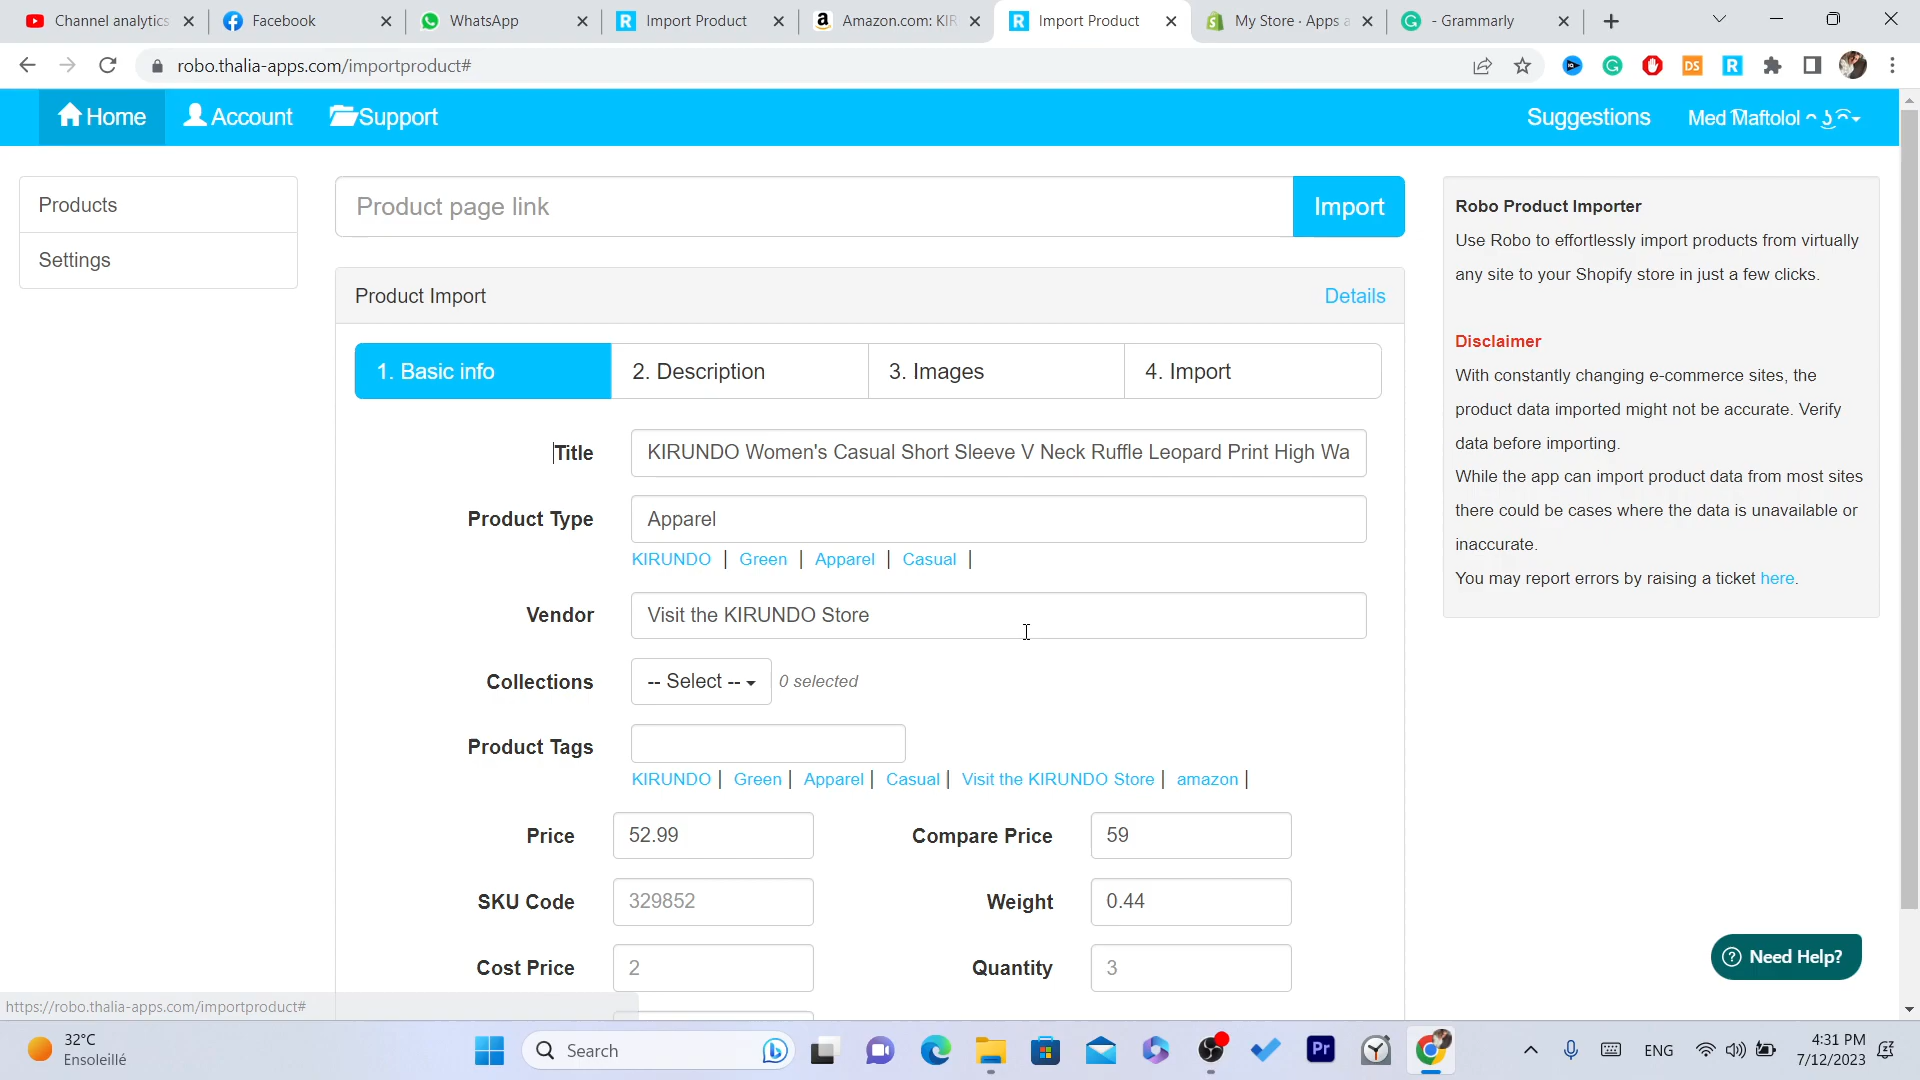 Channel analytics
Facebook
WhatsApp
Import Product
Amazon.com: KIR
Import Product
My Store · Apps a
- Grammarly
robo.thalia-apps.com/importproduct#
Home
Account
Support
Suggestions
Products
Settings
Product page link
Import
Product Import
Details
1. Basic info
2. Description
3. Images
4. Import
Title
KIRUNDO Women's Casual Short Sleeve V Neck Ruffle Leopard Print High Wa
Product Type
Apparel
KIRUNDO | Green | Apparel | Casual |
Vendor
Visit the KIRUNDO Store
Collections
-- Select --
0 selected
Product Tags
KIRUNDO | Green | Apparel | Casual | Visit the KIRUNDO Store | amazon |
Price
52.99
Compare Price
59
SKU Code
329852
Weight
0.44
Cost Price
2
Quantity
3
Robo Product Importer
Use Robo to effortlessly import products from virtually
any site to your Shopify store in just a few clicks.
Disclaimer
With constantly changing e-commerce sites, the
product data imported might not be accurate. Verify
data before importing.
While the app can import product data from most sites
there could be cases where the data is unavailable or
inaccurate.
You may report errors by raising a ticket here.
Need Help?
https://robo.thalia-apps.com/importproduct#
32°C
Ensoleillé
Search
Pr
ENG
4:31 PM
7/12/2023